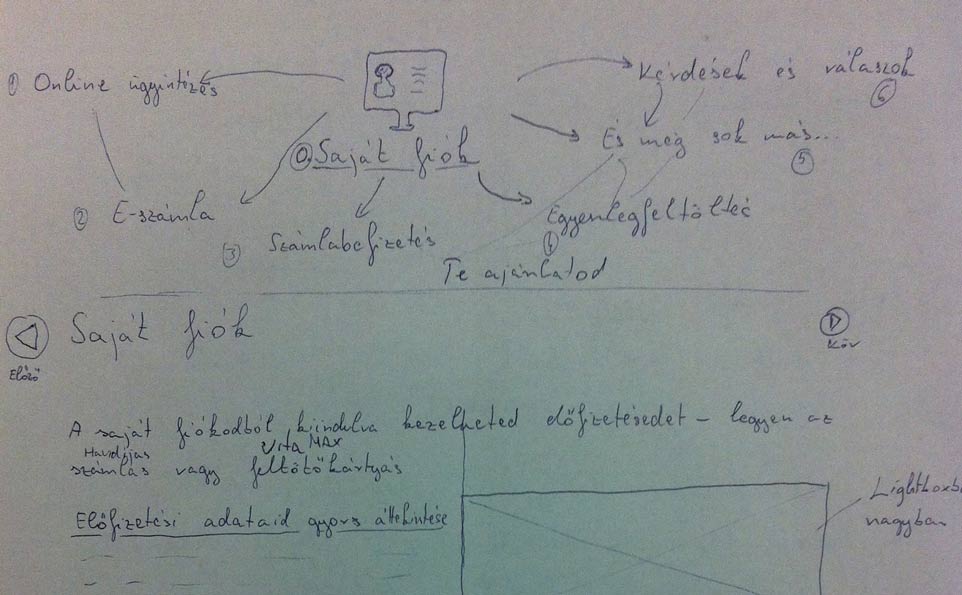 ① Online ügyintézés
Kérdések és válaszok
⑥
És még sok más...
⑤
⓪ Saját fiók
② E-számla
Egyenlegfeltöltés
④
③ Számlabefizetés
Te ajánlatod
Saját fiók
Előző
Köv
A saját fiókodból kiindulva kezelheted előfizetésedet – legyen az
Havidíjas
Vita MAX
számlás vagy feltötőkártyás
Előfizetési adataid gyors áttekintése
Lightboxba
nagyban